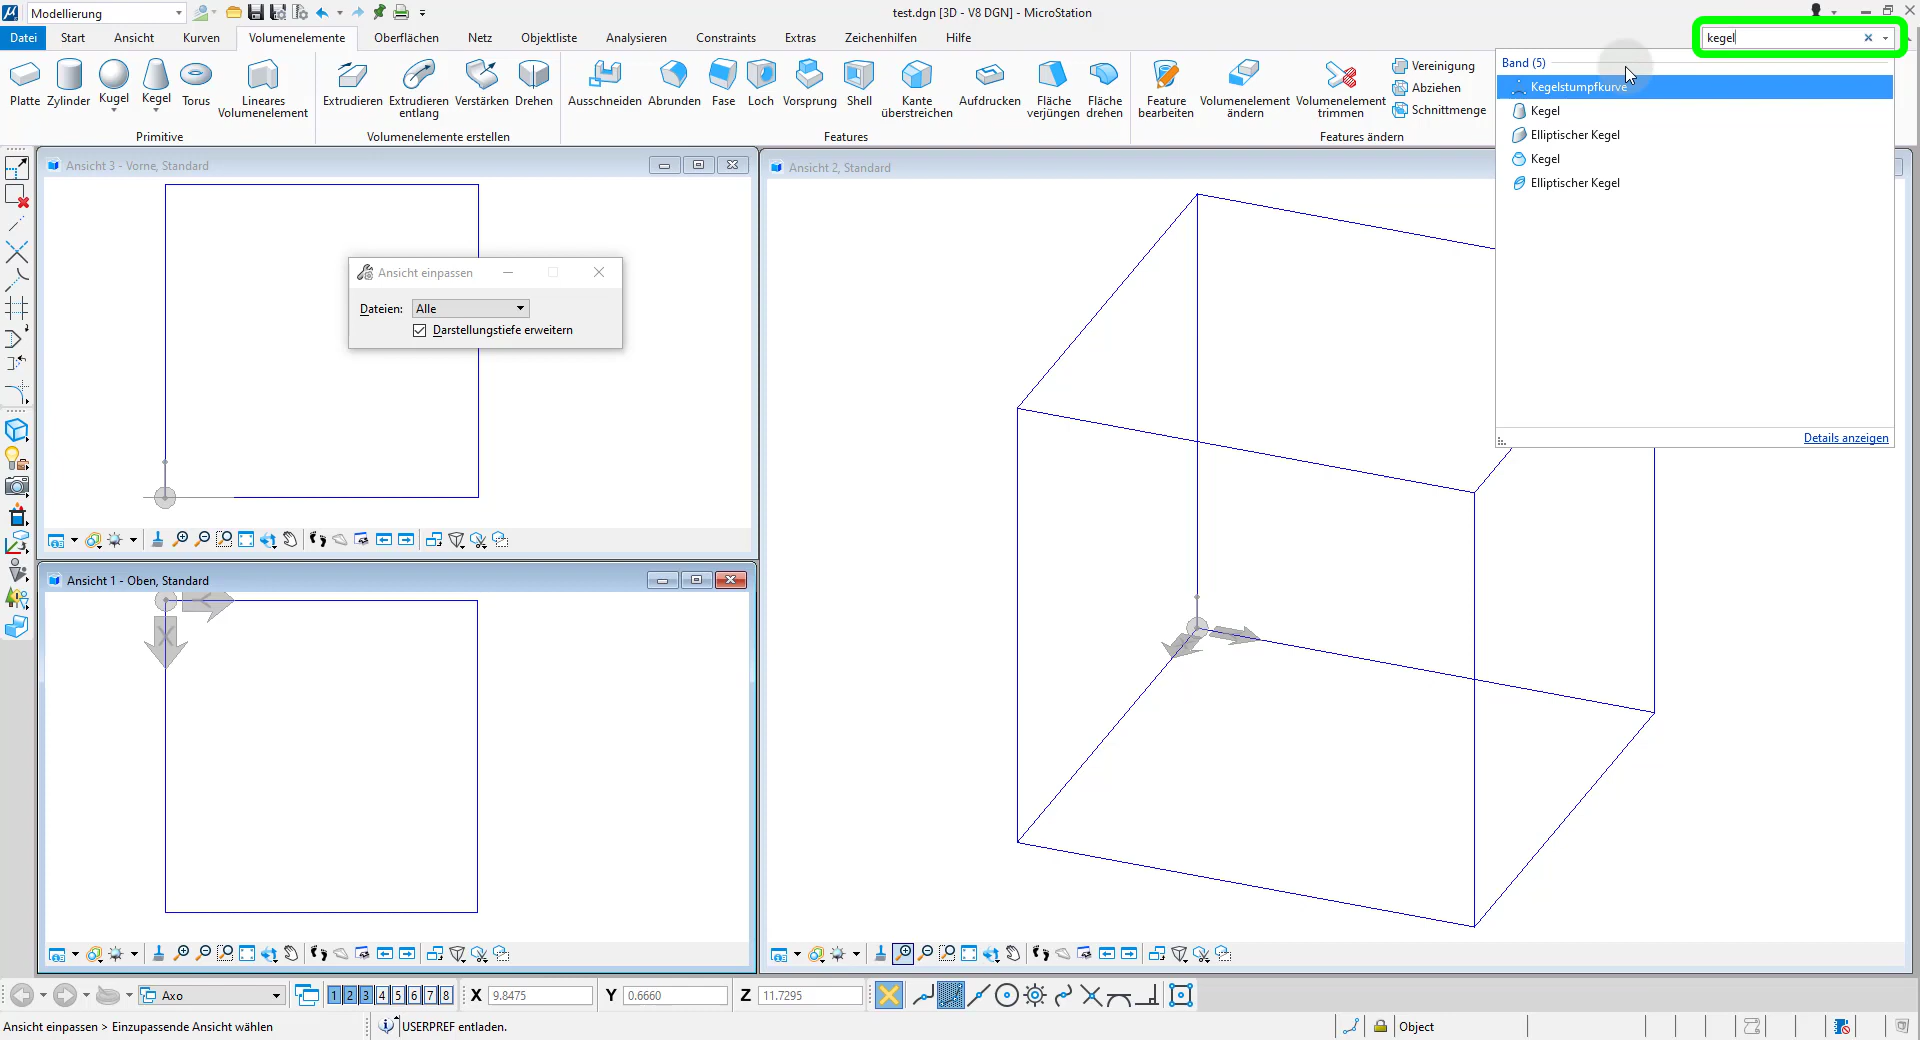 Modellierung
test.dgn [3D - V8 DGN] - MicroStation
Datei Start Ansicht Kurven Volumenelemente Oberflächen Netz Objektliste Analysieren Constraints Extras Zeichenhilfen Hilfe
kegel
Platte Zylinder Kugel Kegel Torus Lineares Volumenelement
Primitive
Extrudieren Extrudieren entlang Verstärken Drehen
Volumenelemente erstellen
Ausschneiden Abrunden Fase Loch Vorsprung Shell Kante überstreichen Aufdrucken Fläche verjüngen Fläche drehen
Features
Feature bearbeiten Volumenelement ändern Volumenelement trimmen
Vereinigung
Abziehen
Schnittmenge
Features ändern
Band (5)
Kegelstumpfkurve
Kegel
Elliptischer Kegel
Kegel
Elliptischer Kegel
Details anzeigen
Ansicht 3 - Vorne, Standard
Ansicht 2, Standard
Ansicht einpassen
Dateien: Alle
Darstellungstiefe erweitern
Ansicht 1 - Oben, Standard
X
Axo
1 2 3 4 5 6 7 8
X 9.8475
Y 0.6660
Z 11.7295
Ansicht einpassen > Einzupassende Ansicht wählen
USERPREF entladen.
Object